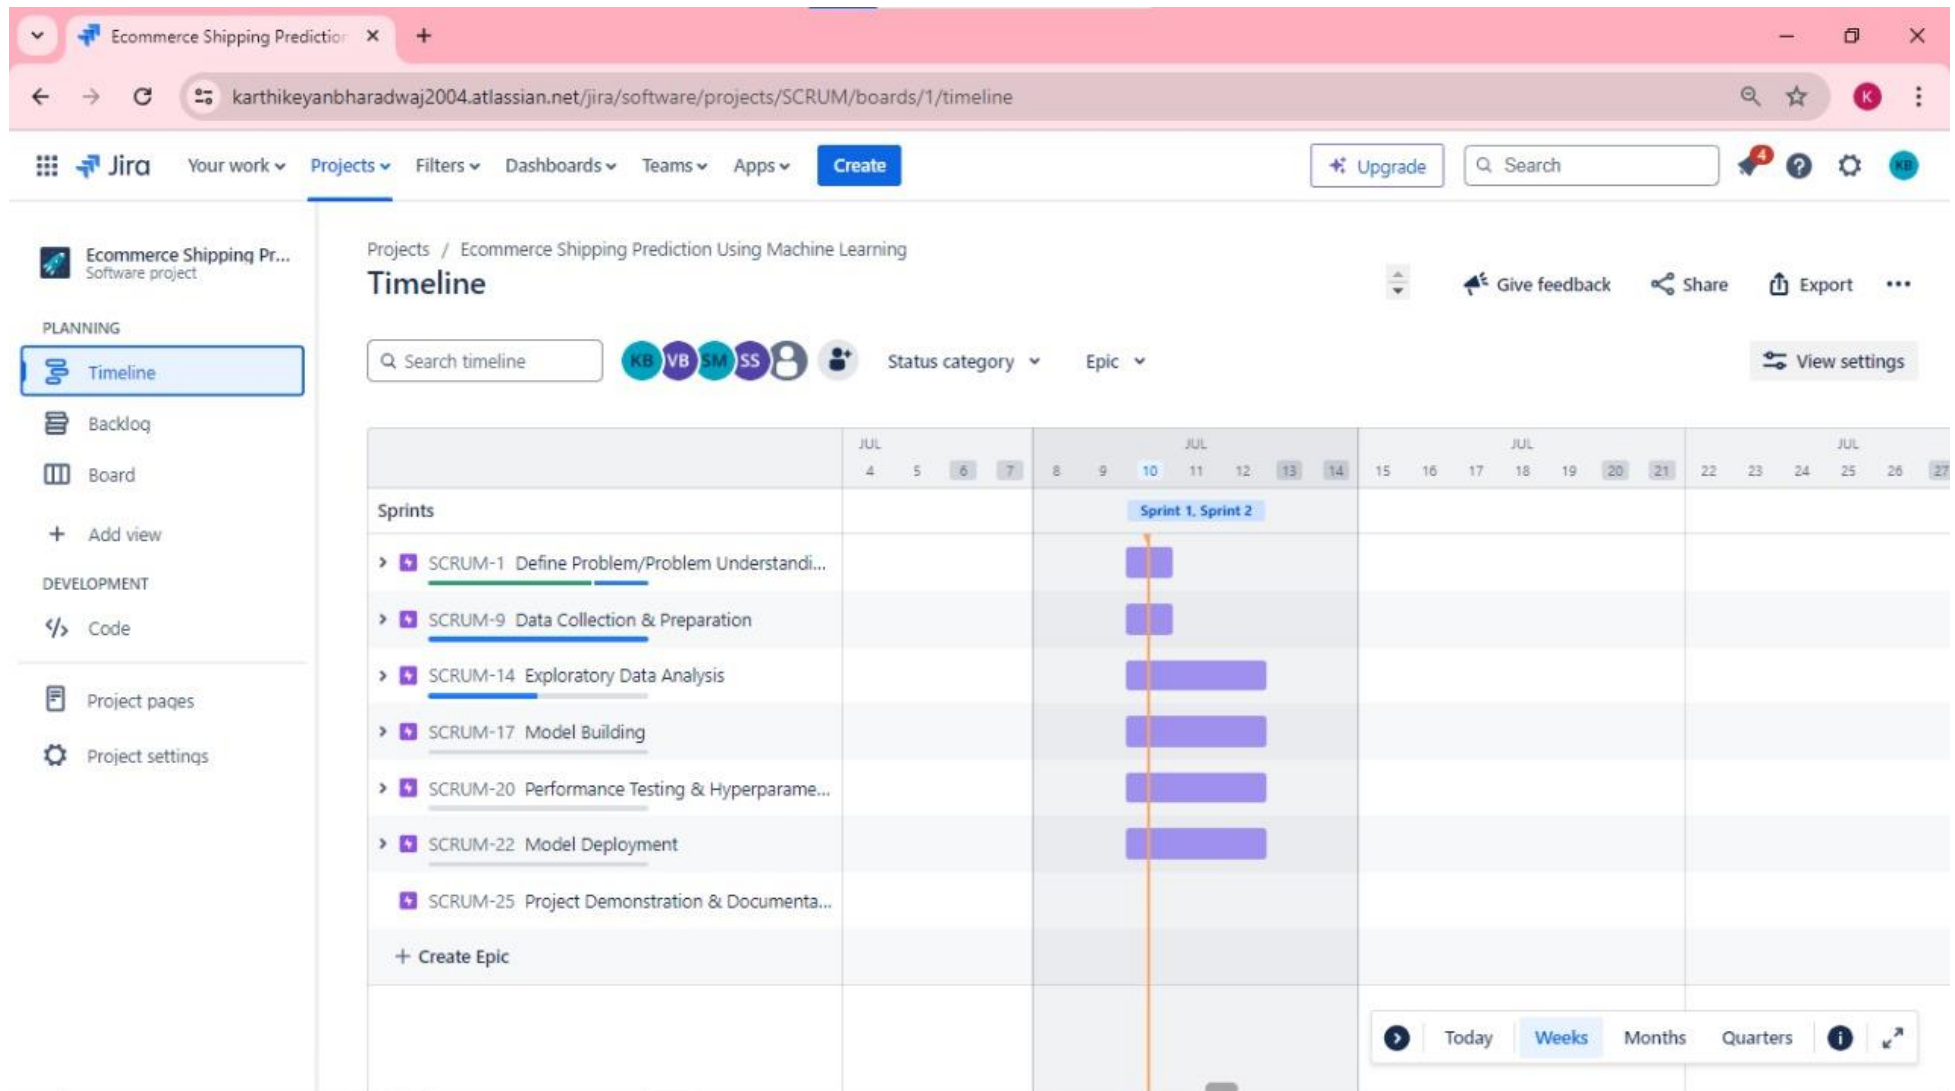 Ecommerce Shipping Prediction
karthikeyanbharadwaj2004.atlassian.net/jira/software/projects/SCRUM/boards/1/timeline
K
Jira Your work Projects Filters Dashboards Teams Apps Create Upgrade Search 4 KB
Ecommerce Shipping Pr...
Software project
PLANNING
Timeline
Backlog
Board
Add view
DEVELOPMENT
Code
Project pages
Project settings
Projects / Ecommerce Shipping Prediction Using Machine Learning
Timeline
Give feedback Share Export
Search timeline KB VB SM SS Status category Epic View settings
JUL JUL JUL JUL
4 5 6 7 8 9 10 11 12 13 14 15 16 17 18 19 20 21 22 23 24 25 26 27
Sprints Sprint 1, Sprint 2
SCRUM-1 Define Problem/Problem Understandi...
SCRUM-9 Data Collection & Preparation
SCRUM-14 Exploratory Data Analysis
SCRUM-17 Model Building
SCRUM-20 Performance Testing & Hyperparame...
SCRUM-22 Model Deployment
SCRUM-25 Project Demonstration & Documenta...
+ Create Epic
Today Weeks Months Quarters